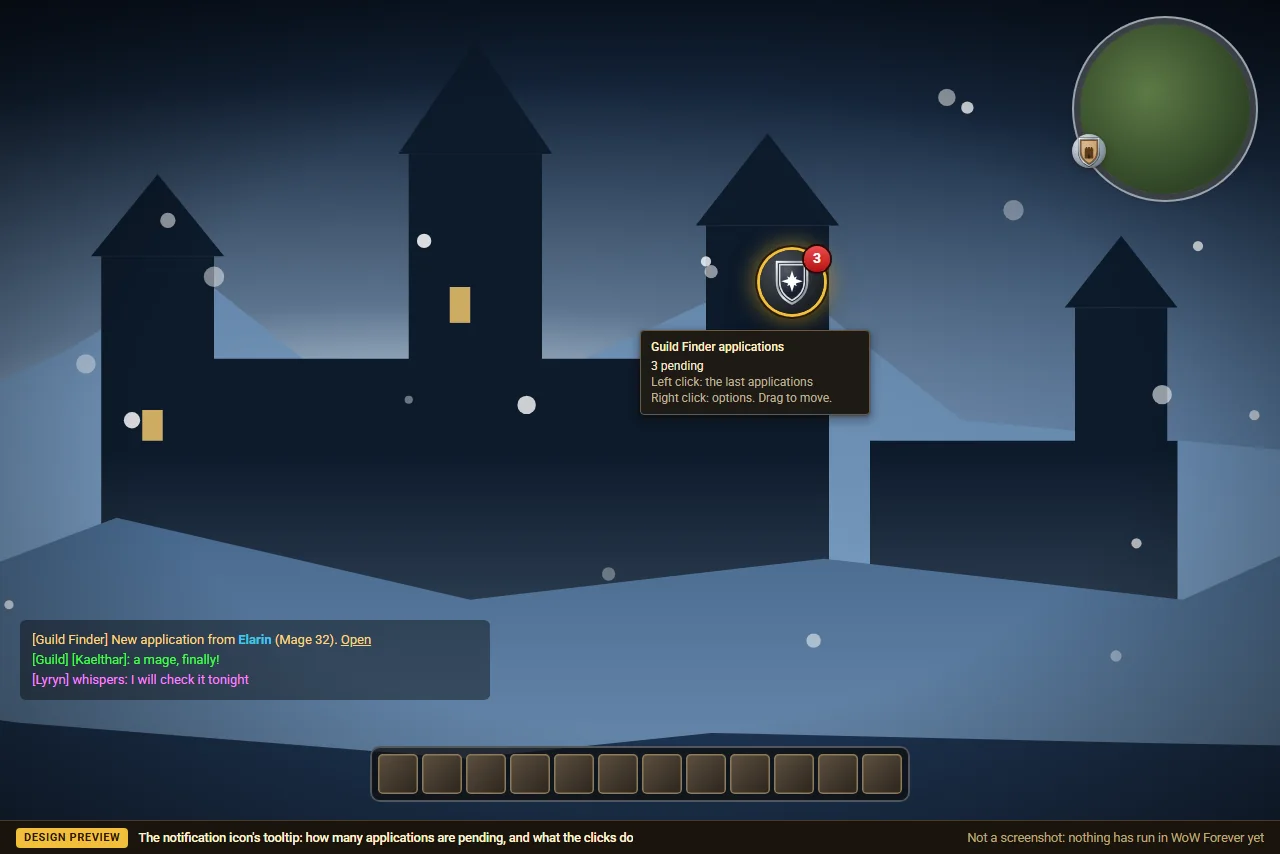 3
Guild Finder applications
3 pending
Left click: the last applications
Right click: options. Drag to move.
[Guild Finder] New application from Elarin (Mage 32). Open
[Guild] [Kaelthar]: a mage, finally!
[Lyryn] whispers: I will check it tonight
DESIGN PREVIEW The notification icon's tooltip: how many applications are pending, and what the clicks do Not a screenshot: nothing has run in WoW Forever yet